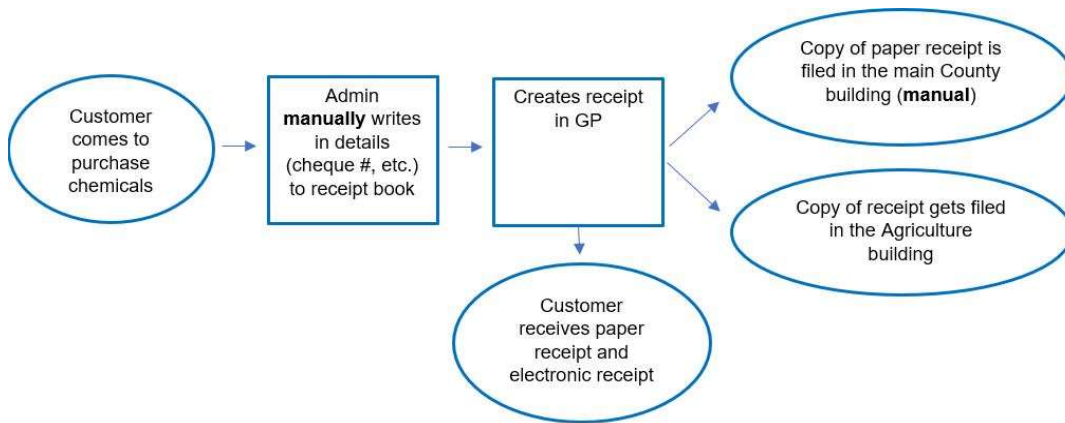 Customer
comes to
purchase
chemicals
Admin
manually writes
in details
(cheque #, etc.)
to receipt book
Creates receipt
in GP
Copy of paper receipt is
filed in the main County
building (manual)
Copy of receipt gets filed
in the Agriculture
building
Customer
receives paper
receipt and
electronic receipt